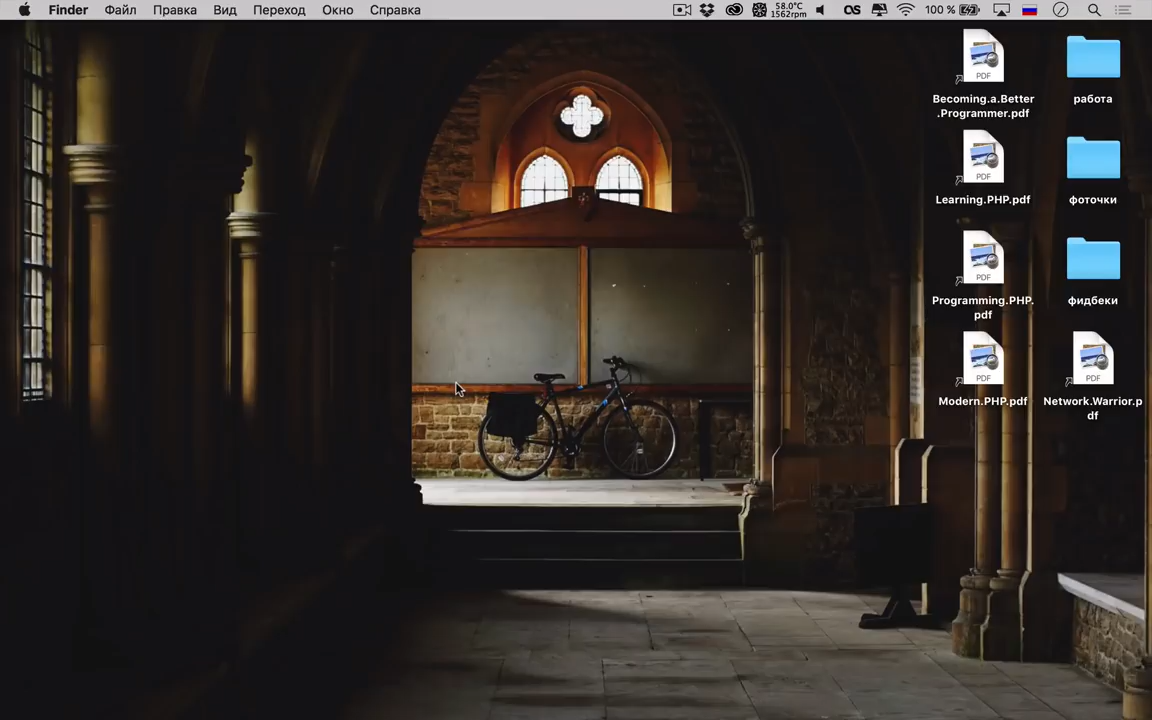 Finder Файл Правка Вид Переход Окно Справка 58.0°C 100 %
1562rpm
PDF
Becoming.a.Better
.Programmer.pdf
работа
PDF
Learning.PHP.pdf
фоточки
PDF
Programming.PHP.
pdf
фидбеки
PDF
Modern.PHP.pdf
PDF
Network.Warrior.p
df